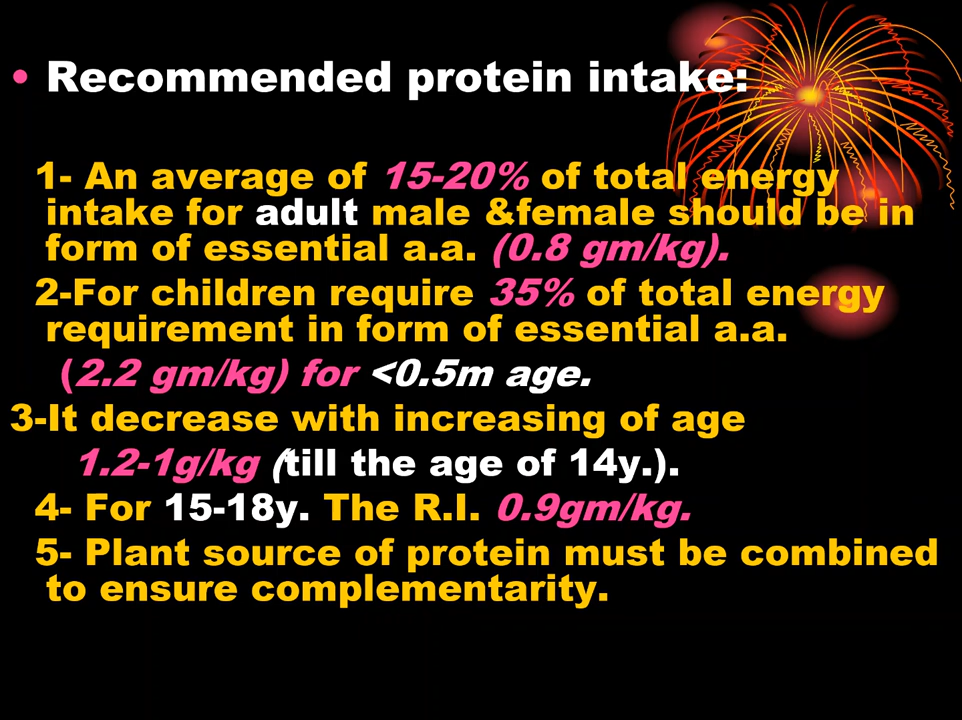 • Recommended protein intake:
1- An average of 15-20% of total energy
intake for adult male &female should be in
form of essential a.a. (0.8 gm/kg).
2-For children require 35% of total energy
requirement in form of essential a.a.
(2.2 gm/kg) for <0.5m age.
3-It decrease with increasing of age
1.2-1g/kg (till the age of 14y.).
4- For 15-18y. The R.I. 0.9gm/kg.
5- Plant source of protein must be combined
to ensure complementarity.